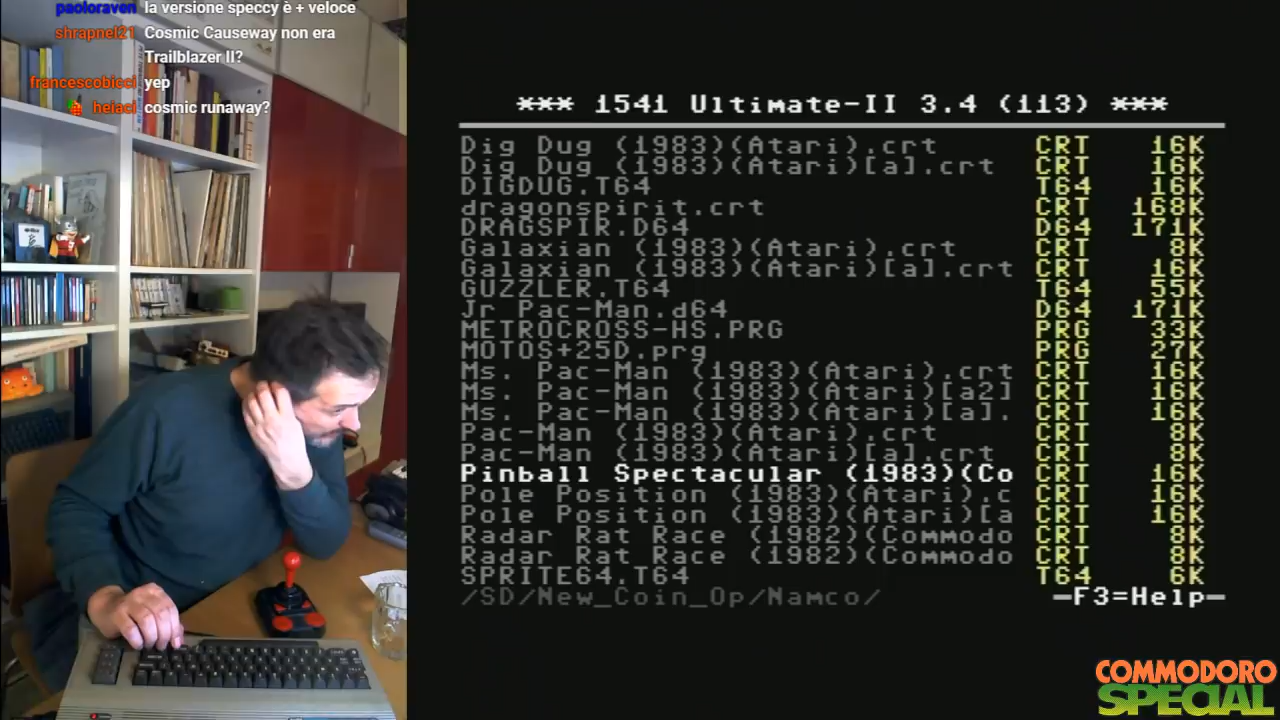 paoloraven la versione speccy è + veloce
shrapnel21 Cosmic Causeway non era
Trailblazer II?
francescobicci yep
heiaci cosmic runaway?
*** 1541 Ultimate-II 3.4 (113) ***
Dig Dug (1983)(Atari).crt CRT 16K
Dig Dug (1983)(Atari)[a].crt CRT 16K
DIGDUG.T64 T64 16K
dragonspirit.crt CRT 168K
DRAGSPIR.D64 D64 171K
Galaxian (1983)(Atari).crt CRT 8K
Galaxian (1983)(Atari)[a].crt CRT 16K
GUZZLER.T64 T64 55K
Jr Pac-Man.d64 D64 171K
METROCROSS-HS.PRG PRG 33K
MOTOS+25D.prg PRG 27K
Ms. Pac-Man (1983)(Atari).crt CRT 16K
Ms. Pac-Man (1983)(Atari)[a2] CRT 16K
Ms. Pac-Man (1983)(Atari)[a]. CRT 16K
Pac-Man (1983)(Atari).crt CRT 8K
Pac-Man (1983)(Atari)[a].crt CRT 8K
Pinball Spectacular (1983)(Co CRT 16K
Pole Position (1983)(Atari).c CRT 16K
Pole Position (1983)(Atari)[a CRT 16K
Radar Rat Race (1982)(Commodo CRT 8K
Radar Rat Race (1982)(Commodo CRT 8K
SPRITE64.T64 T64 6K
/SD/New_Coin_Op/Namco/ —F3=Help—
COMMODORO
SPECIAL